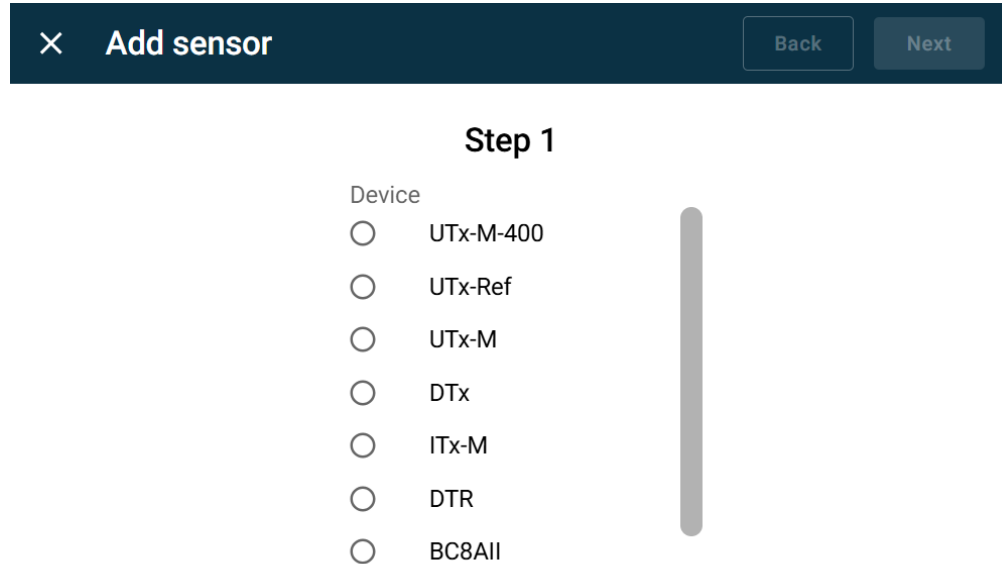 Add sensor
Back
Next
Step 1
Device
UTx-M-400
UTx-Ref
UTx-M
DTx
ITx-M
DTR
BC8AII